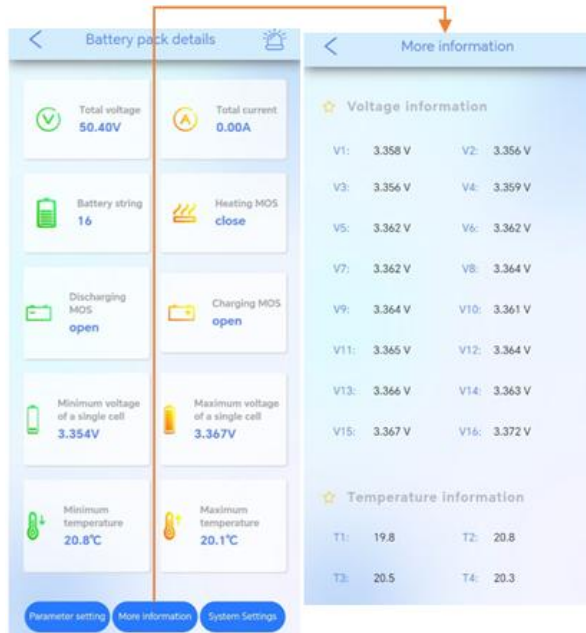 Battery pack details
Total voltage
50.40V
Total current
0.00A
Battery string
16
Heating MOS
close
Discharging
MOS
open
Charging MOS
open
Minimum voltage
of a single cell
3.354V
Maximum voltage
of a single cell
3.367V
Minimum
temperature
20.8℃
Maximum
temperature
20.1℃
Parameter setting
More Information
System Settings
More information
Voltage information
V1: 3.358 V V2: 3.356 V
V3: 3.356 V V4: 3.359 V
V5: 3.362 V V6: 3.362 V
V7: 3.362 V V8: 3.364 V
V9: 3.364 V V10: 3.361 V
V11: 3.365 V V12: 3.364 V
V13: 3.366 V V14: 3.363 V
V15: 3.367 V V16: 3.372 V
Temperature information
T1: 19.8 T2: 20.8
T3: 20.5 T4: 20.3